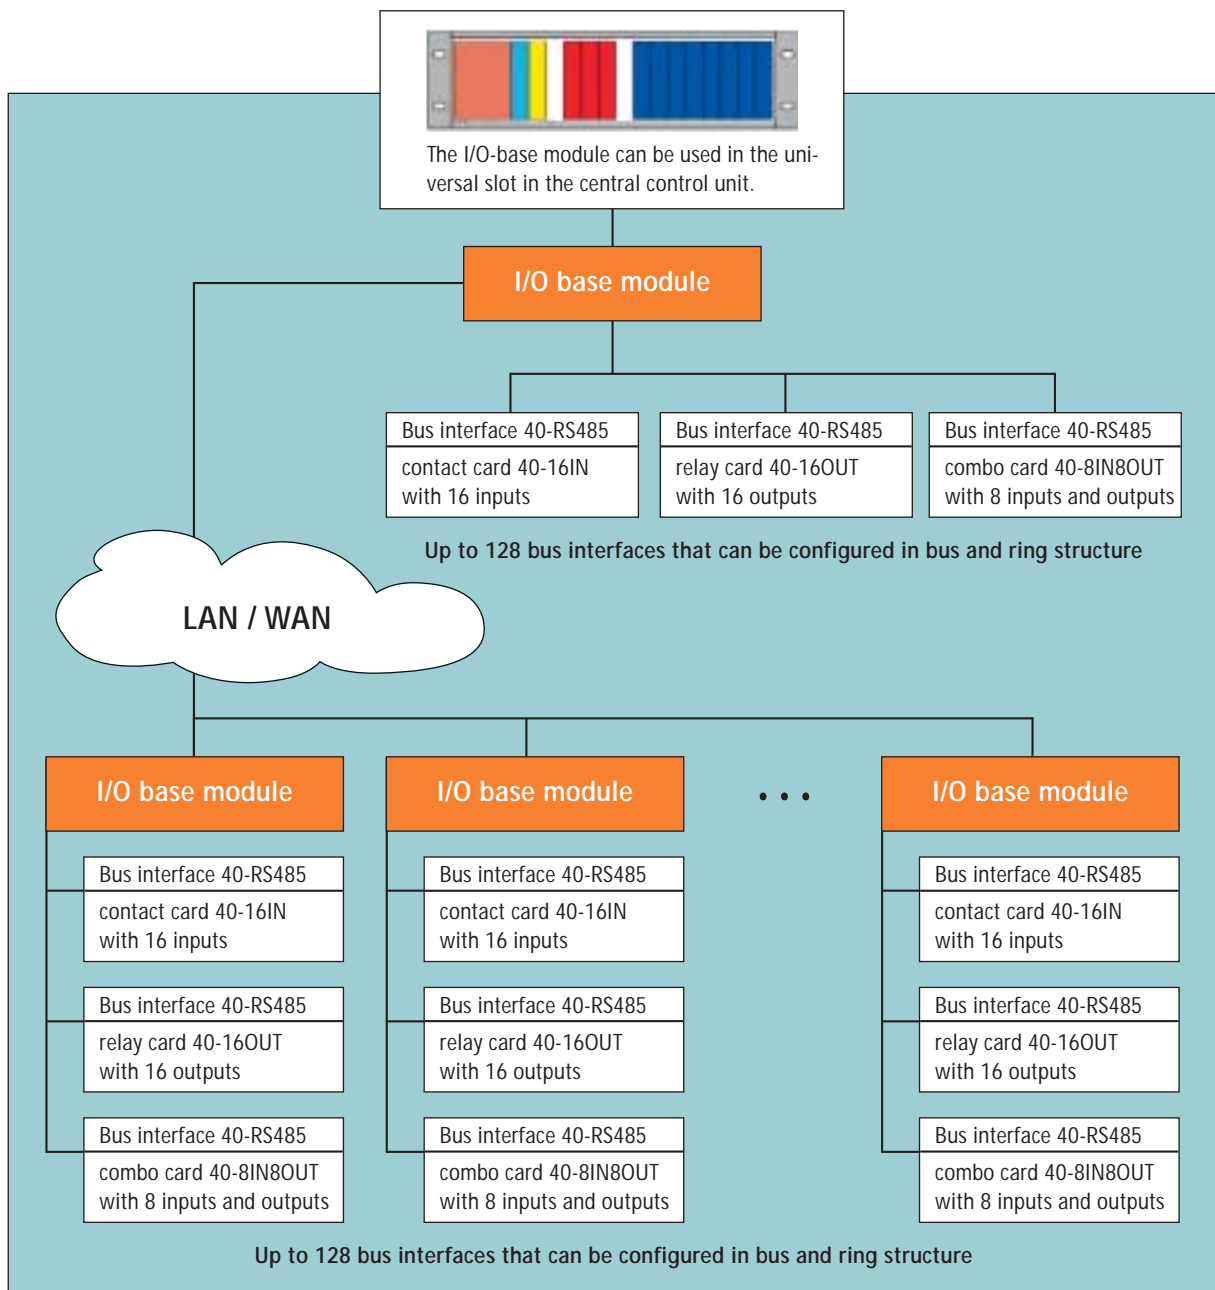 The I/O-base module can be used in the uni-
versal slot in the central control unit.
I/O base module
Bus interface 40-RS485
contact card 40-16IN
with 16 inputs
Bus interface 40-RS485
relay card 40-16OUT
with 16 outputs
Bus interface 40-RS485
combo card 40-8IN8OUT
with 8 inputs and outputs
Up to 128 bus interfaces that can be configured in bus and ring structure
LAN / WAN
I/O base module
Bus interface 40-RS485
contact card 40-16IN
with 16 inputs
Bus interface 40-RS485
relay card 40-16OUT
with 16 outputs
Bus interface 40-RS485
combo card 40-8IN8OUT
with 8 inputs and outputs
I/O base module
Bus interface 40-RS485
contact card 40-16IN
with 16 inputs
Bus interface 40-RS485
relay card 40-16OUT
with 16 outputs
Bus interface 40-RS485
combo card 40-8IN8OUT
with 8 inputs and outputs
• • •
I/O base module
Bus interface 40-RS485
contact card 40-16IN
with 16 inputs
Bus interface 40-RS485
relay card 40-16OUT
with 16 outputs
Bus interface 40-RS485
combo card 40-8IN8OUT
with 8 inputs and outputs
Up to 128 bus interfaces that can be configured in bus and ring structure